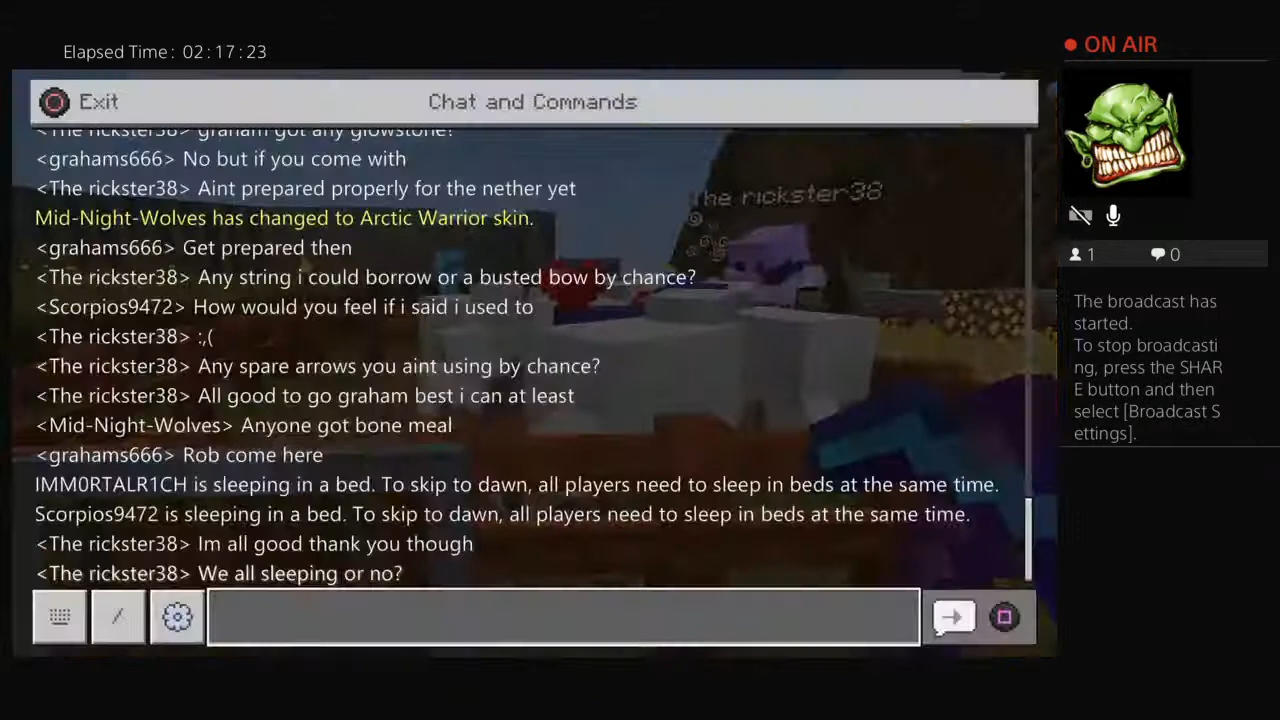 Elapsed Time: 02:17:23
ON AIR
Exit
Chat and Commands
<The rickster38> graham got any glowstone?
<grahams666> No but if you come with
<The rickster38> Aint prepared properly for the nether yet
Mid-Night-Wolves has changed to Arctic Warrior skin.
<grahams666> Get prepared then
<The rickster38> Any string i could borrow or a busted bow by chance?
<Scorpios9472> How would you feel if i said i used to
<The rickster38> :,(
<The rickster38> Any spare arrows you aint using by chance?
<The rickster38> All good to go graham best i can at least
<Mid-Night-Wolves> Anyone got bone meal
<grahams666> Rob come here
IMM0RTALR1CH is sleeping in a bed. To skip to dawn, all players need to sleep in beds at the same time.
Scorpios9472 is sleeping in a bed. To skip to dawn, all players need to sleep in beds at the same time.
<The rickster38> Im all good thank you though
<The rickster38> We all sleeping or no?
The rickster38
/
1
0
The broadcast has
started.
To stop broadcasti
ng, press the SHAR
E button and then
select [Broadcast S
ettings].